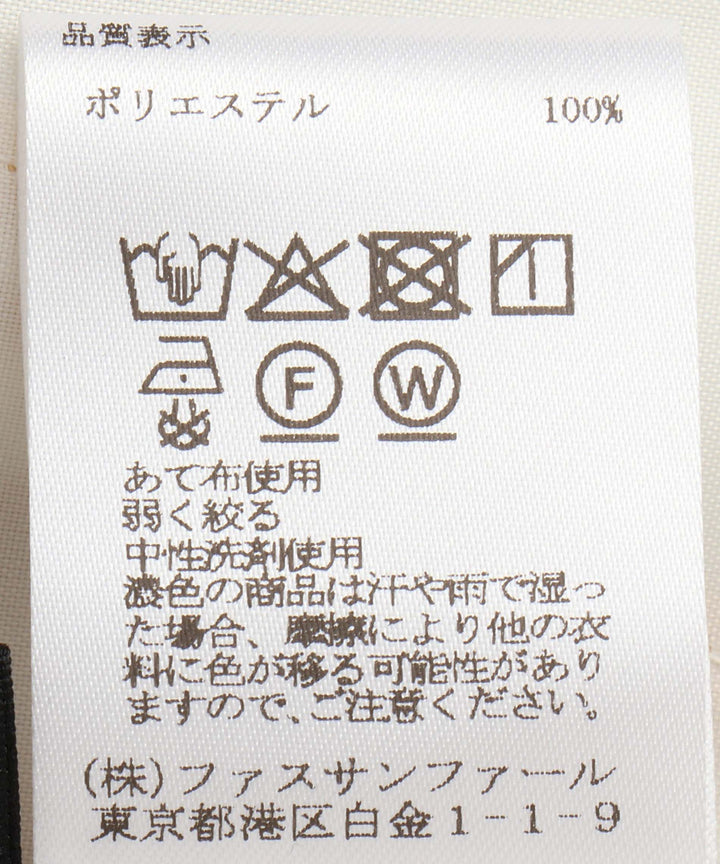 品質表示
ポリエステル 100%
F W
あて布使用
弱く絞る
中性洗剤使用
濃色の商品は汗や雨で湿っ
た場合、摩擦により他の衣
料に色が移る可能性があり
ますので、ご注意ください。
(株)ファスサンファール
東京都港区白金1-1-9